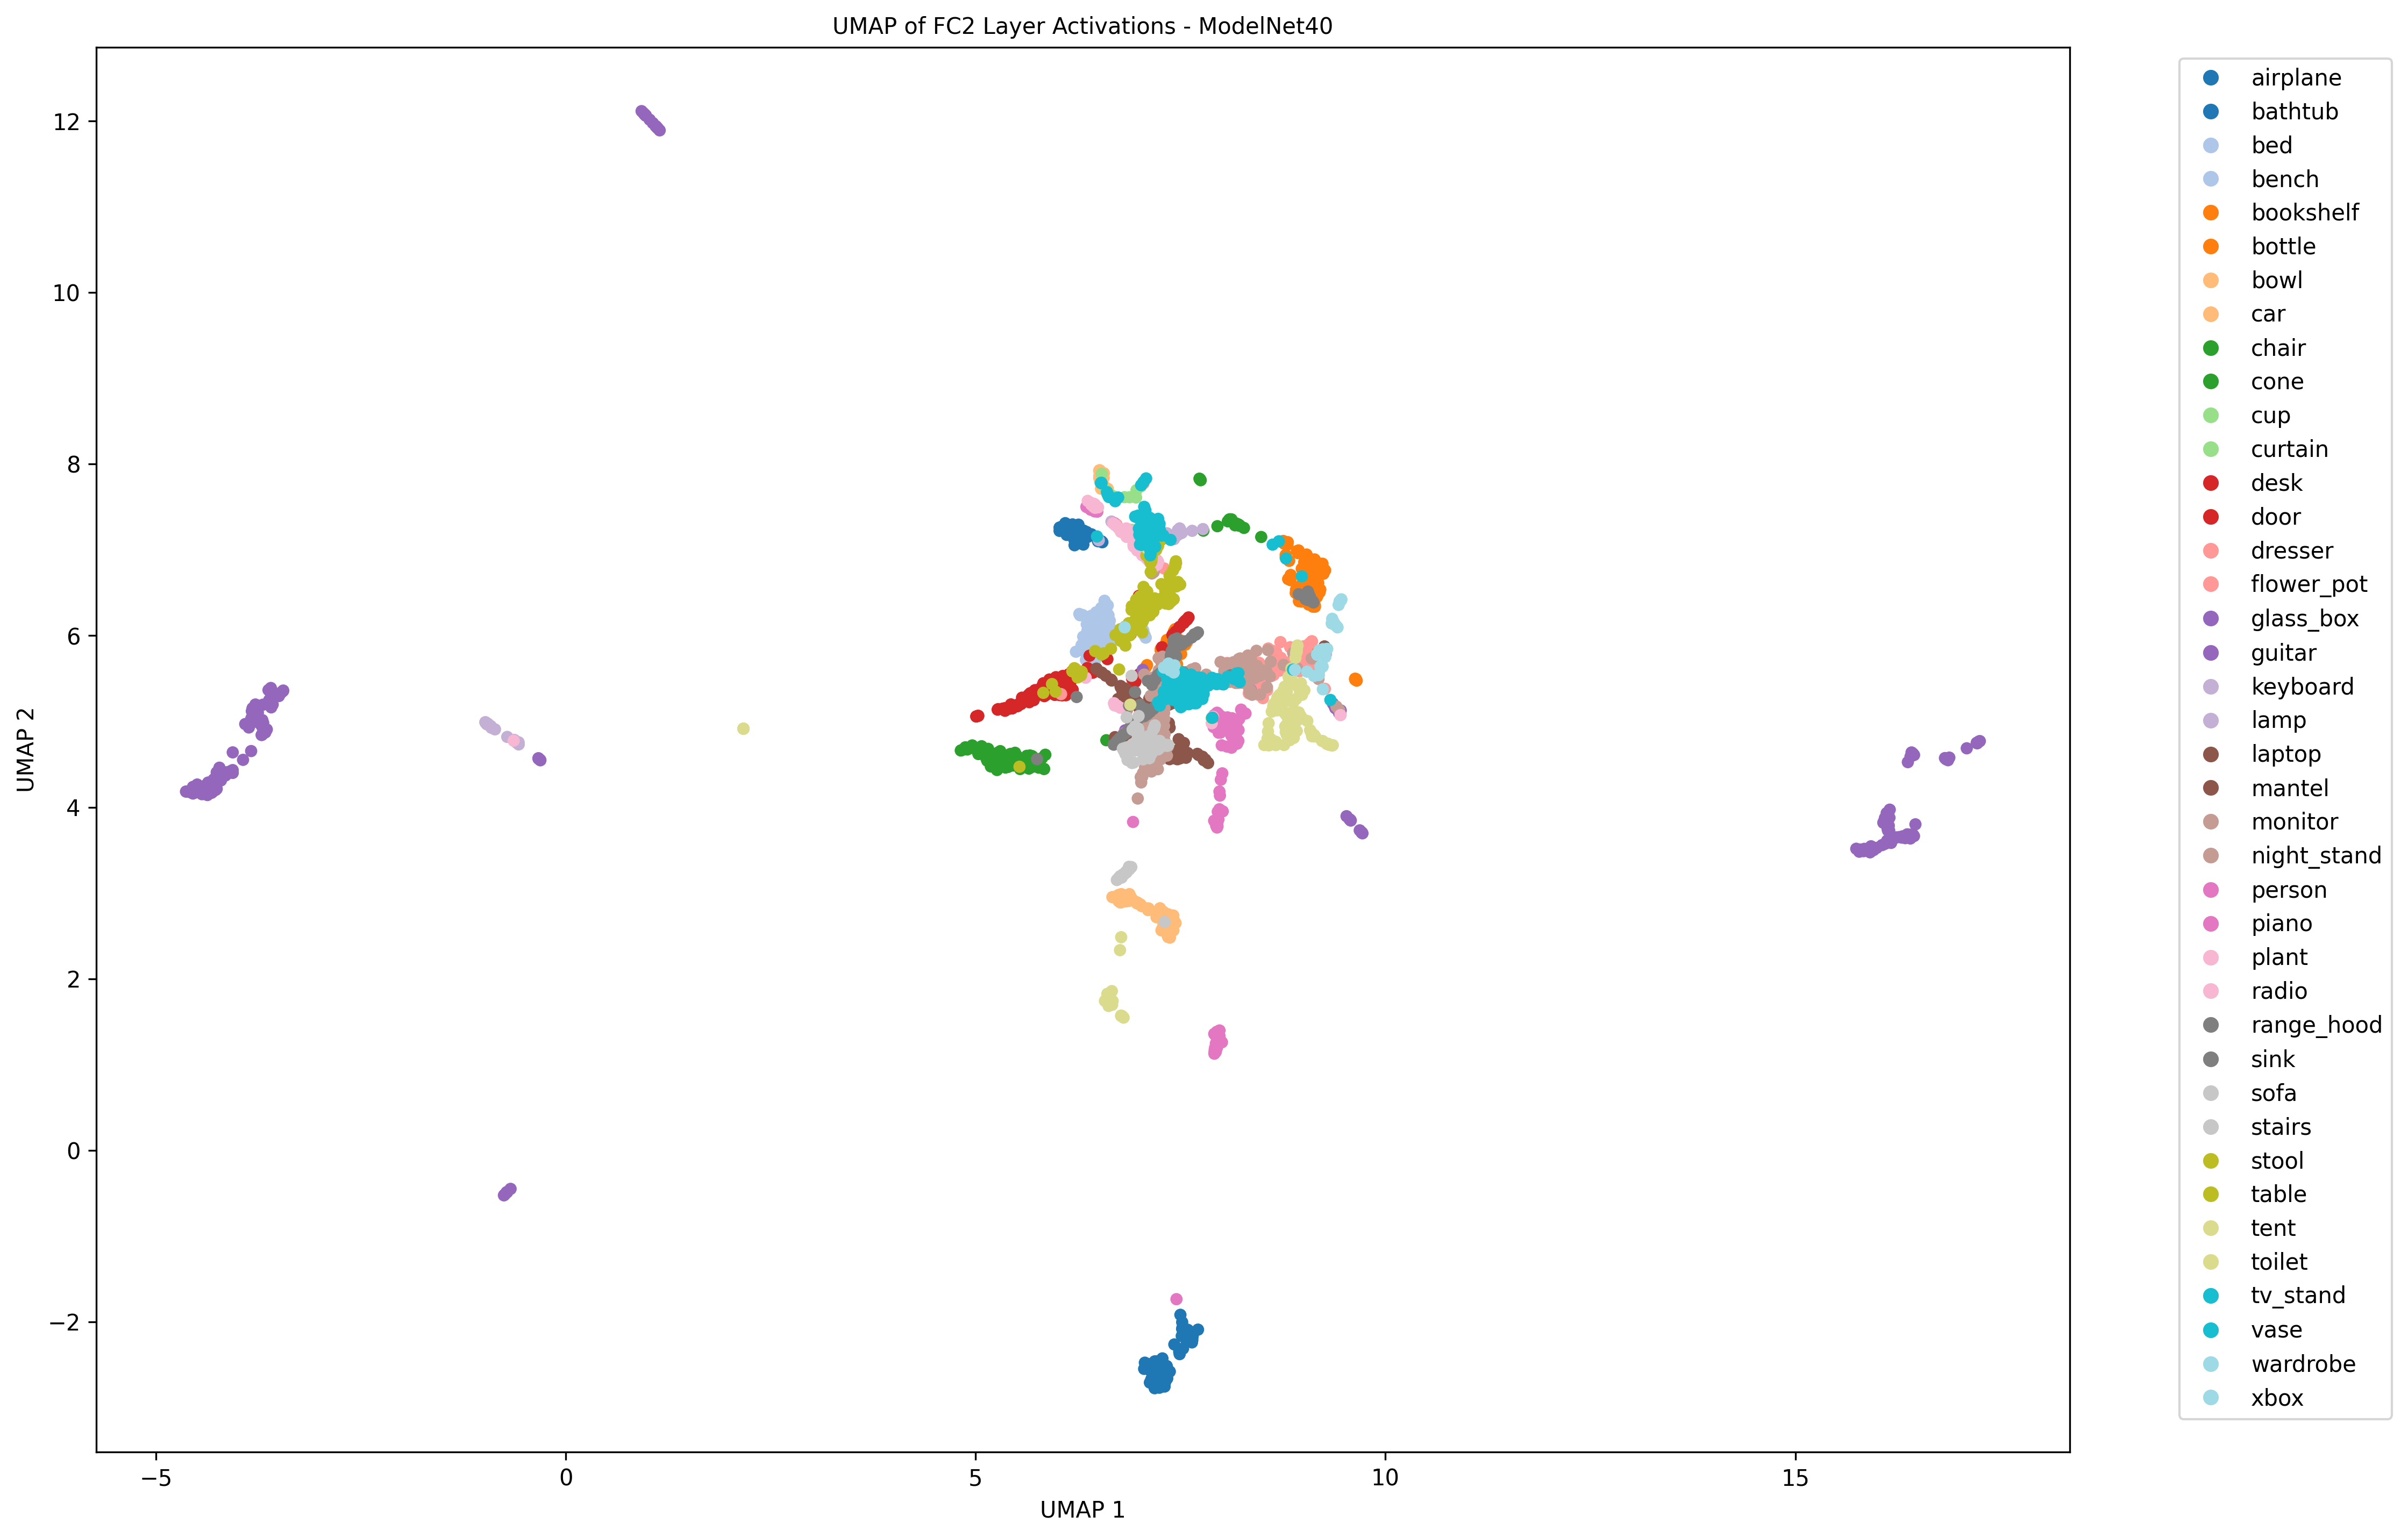 UMAP of FC2 Layer Activations - ModelNet40
12
10
8
6
4
2
0
−2
UMAP 2
−5
0
5
10
15
UMAP 1
airplane
bathtub
bed
bench
bookshelf
bottle
bowl
car
chair
cone
cup
curtain
desk
door
dresser
flower_pot
glass_box
guitar
keyboard
lamp
laptop
mantel
monitor
night_stand
person
piano
plant
radio
range_hood
sink
sofa
stairs
stool
table
tent
toilet
tv_stand
vase
wardrobe
xbox